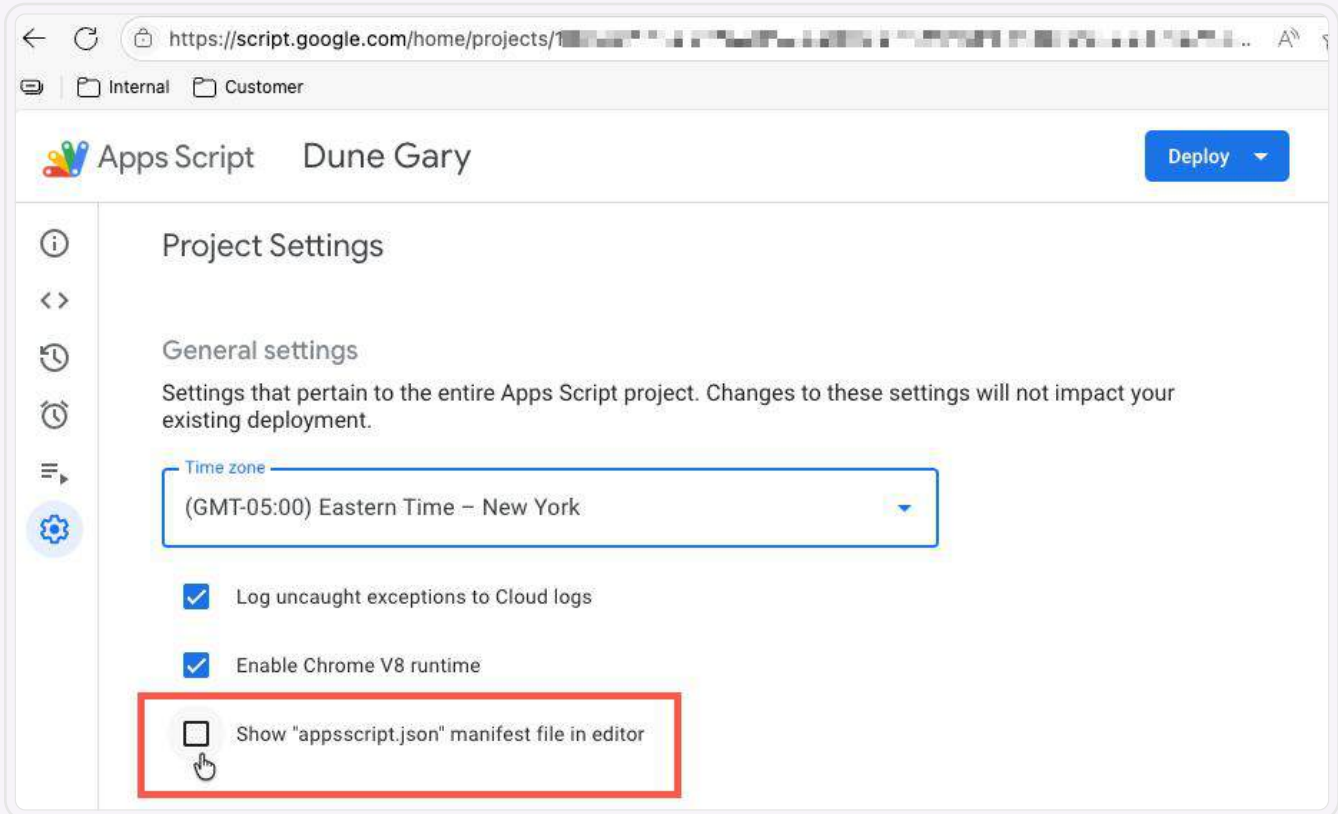 https://script.google.com/home/projects/1
Internal Customer
Apps Script Dune Gary Deploy
Project Settings
General settings
Settings that pertain to the entire Apps Script project. Changes to these settings will not impact your
existing deployment.
Time zone
(GMT-05:00) Eastern Time – New York
Log uncaught exceptions to Cloud logs
Enable Chrome V8 runtime
Show "appsscript.json" manifest file in editor